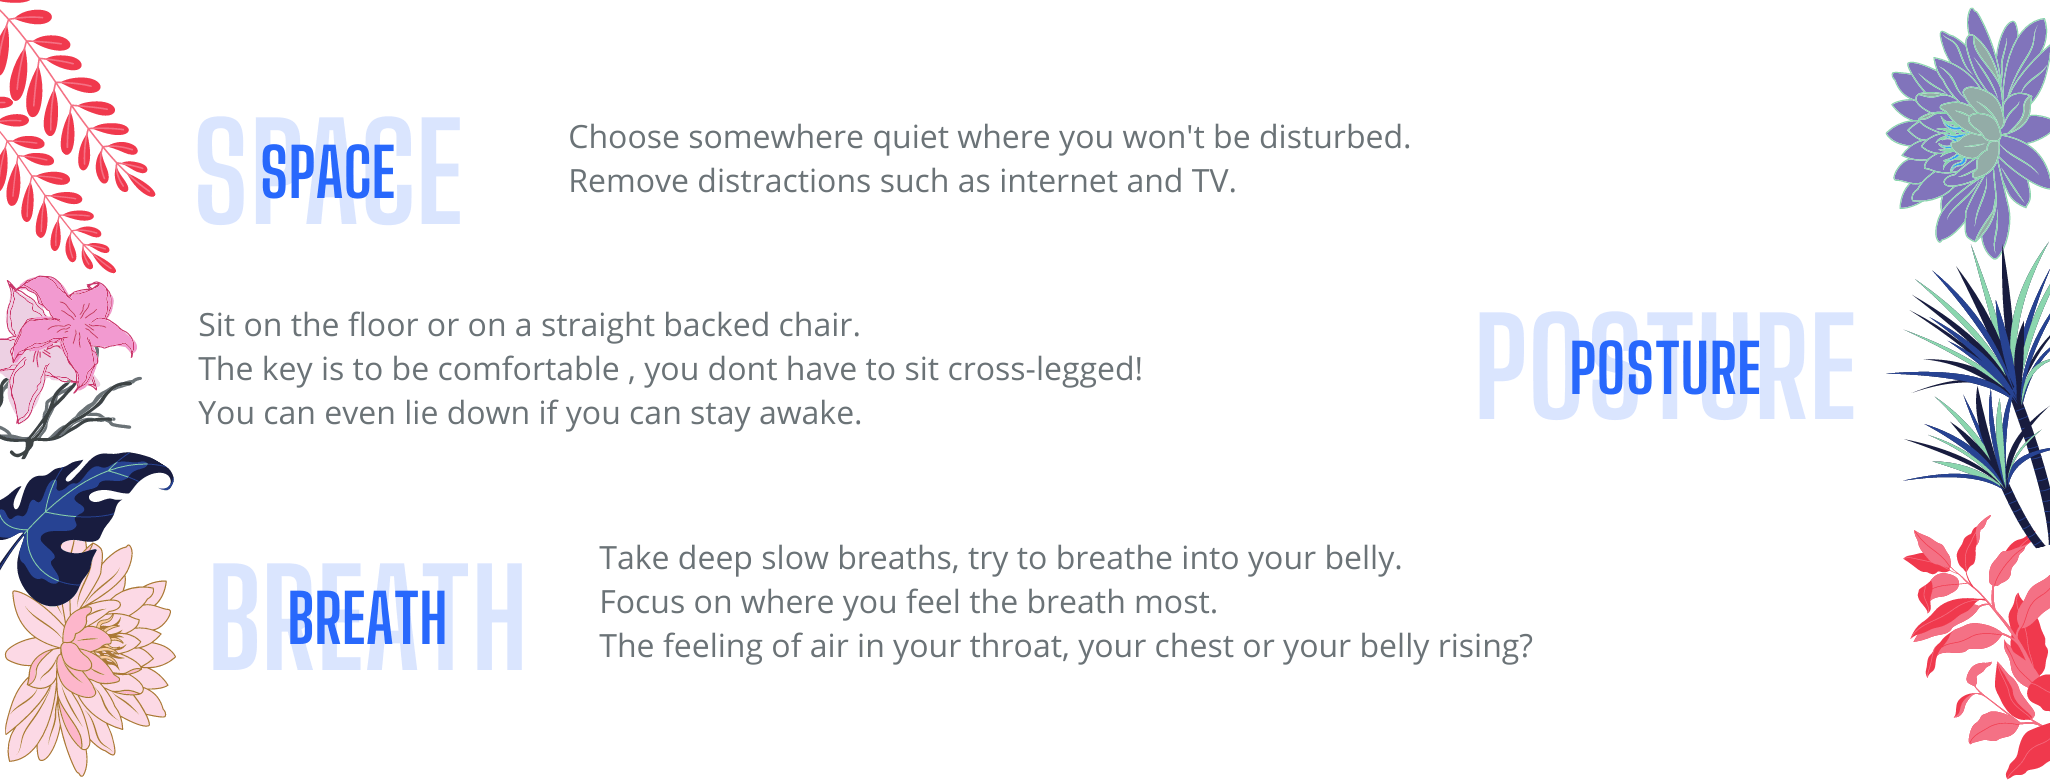 SPACE
Choose somewhere quiet where you won't be disturbed.
Remove distractions such as internet and TV.
Sit on the floor or on a straight backed chair.
The key is to be comfortable , you dont have to sit cross-legged!
You can even lie down if you can stay awake.
POSTURE
BREATH
Take deep slow breaths, try to breathe into your belly.
Focus on where you feel the breath most.
The feeling of air in your throat, your chest or your belly rising?